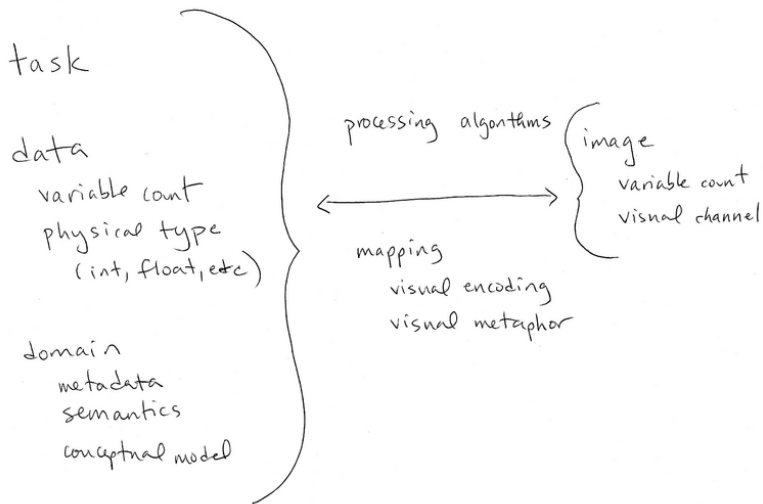 task
data
variable count
physical type
(int, float, etc)
domain
metadata
semantics
conceptual model
processing algorithms
mapping
visual encoding
visual metaphor
image
variable count
visual channel